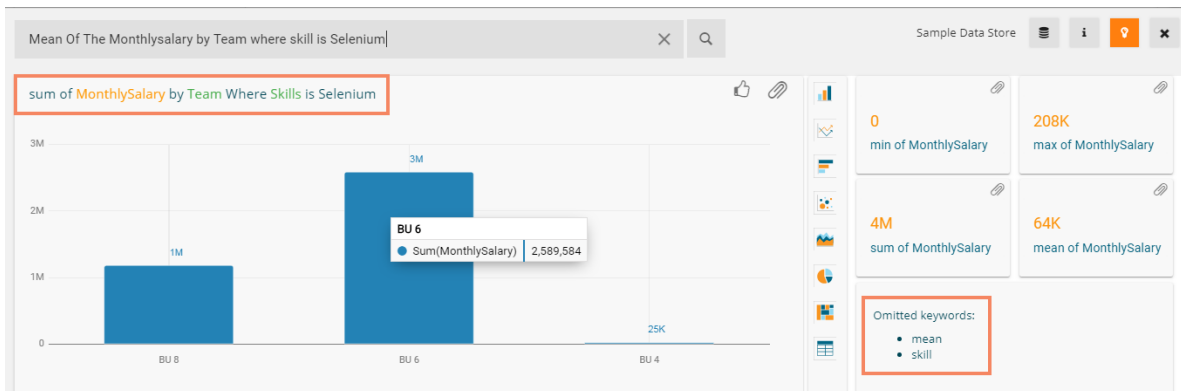 Mean Of The Monthlysalary by Team where skill is Selenium
Sample Data Store
sum of MonthlySalary by Team Where Skills is Selenium
3M
2M
1M
0
1M
3M
25K
BU 6
Sum(MonthlySalary) 2,589,584
BU 8
BU 6
BU 4
0
min of MonthlySalary
208K
max of MonthlySalary
4M
sum of MonthlySalary
64K
mean of MonthlySalary
Omitted keywords:
• mean
• skill